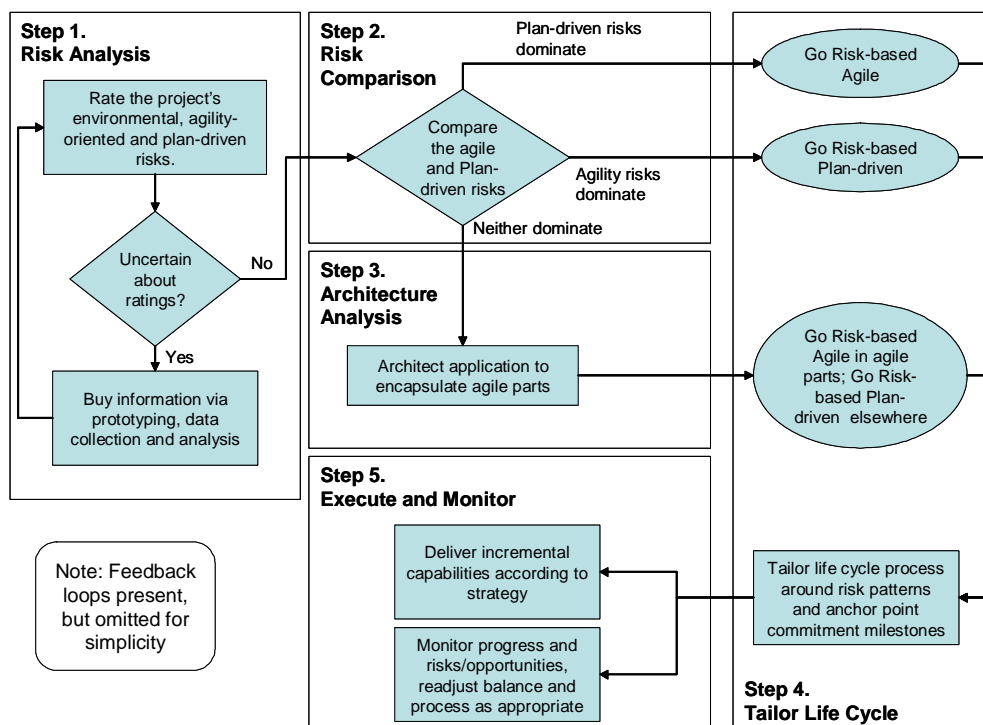 Step 1.
Risk Analysis
Rate the project's
environmental, agility-
oriented and plan-driven
risks.
Uncertain
about
ratings?
No
Yes
Buy information via
prototyping, data
collection and analysis
Note: Feedback
loops present,
but omitted for
simplicity
Step 2.
Risk
Comparison
Plan-driven risks
dominate
Compare
the agile
and Plan-
driven risks
Agility risks
dominate
Neither dominate
Step 3.
Architecture
Analysis
Architect application to
encapsulate agile parts
Go Risk-based
Agile
Go Risk-based
Plan-driven
Go Risk-based
Agile in agile
parts; Go Risk-
based Plan-
driven elsewhere
Tailor life cycle process
around risk patterns
and anchor point
commitment milestones
Step 4.
Tailor Life Cycle
Step 5.
Execute and Monitor
Deliver incremental
capabilities according to
strategy
Monitor progress and
risks/opportunities,
readjust balance and
process as appropriate